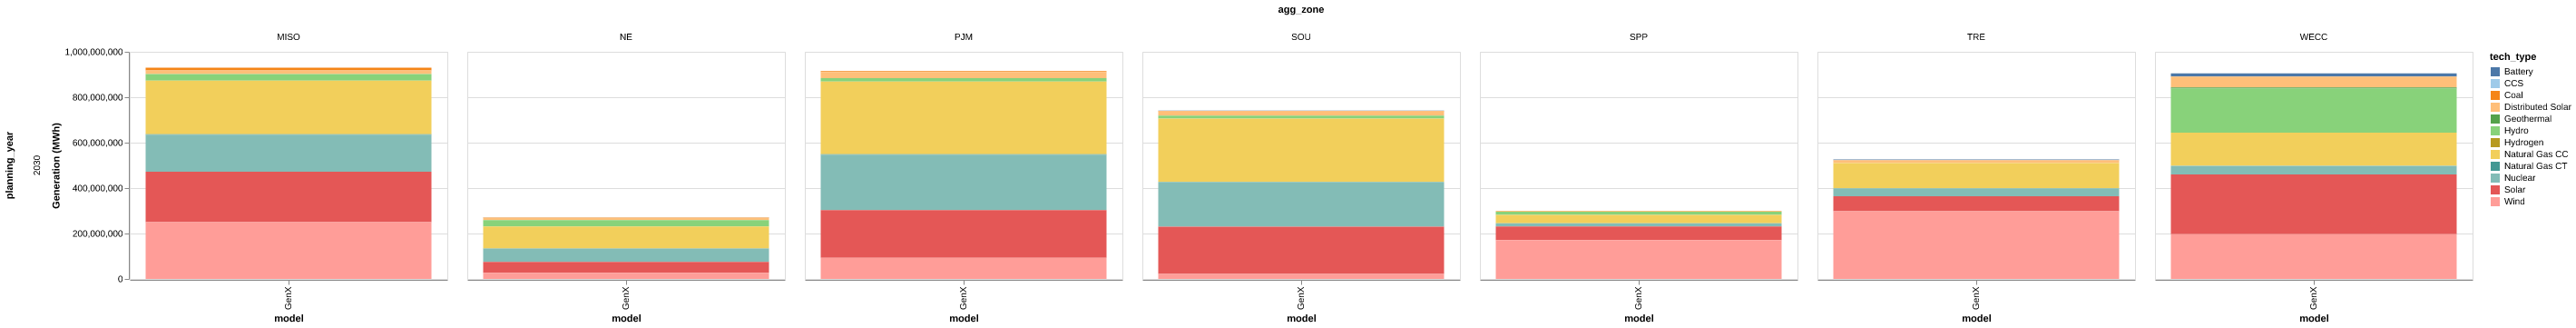 agg_zone
MISO
NE
PJM
SOU
SPP
TRE
WECC
planning_year
2030
Generation (MWh)
1,000,000,000
800,000,000
600,000,000
400,000,000
200,000,000
0
GenX
GenX
GenX
GenX
GenX
GenX
GenX
model
model
model
model
model
model
model
tech_type
Battery
CCS
Coal
Distributed Solar
Geothermal
Hydro
Hydrogen
Natural Gas CC
Natural Gas CT
Nuclear
Solar
Wind